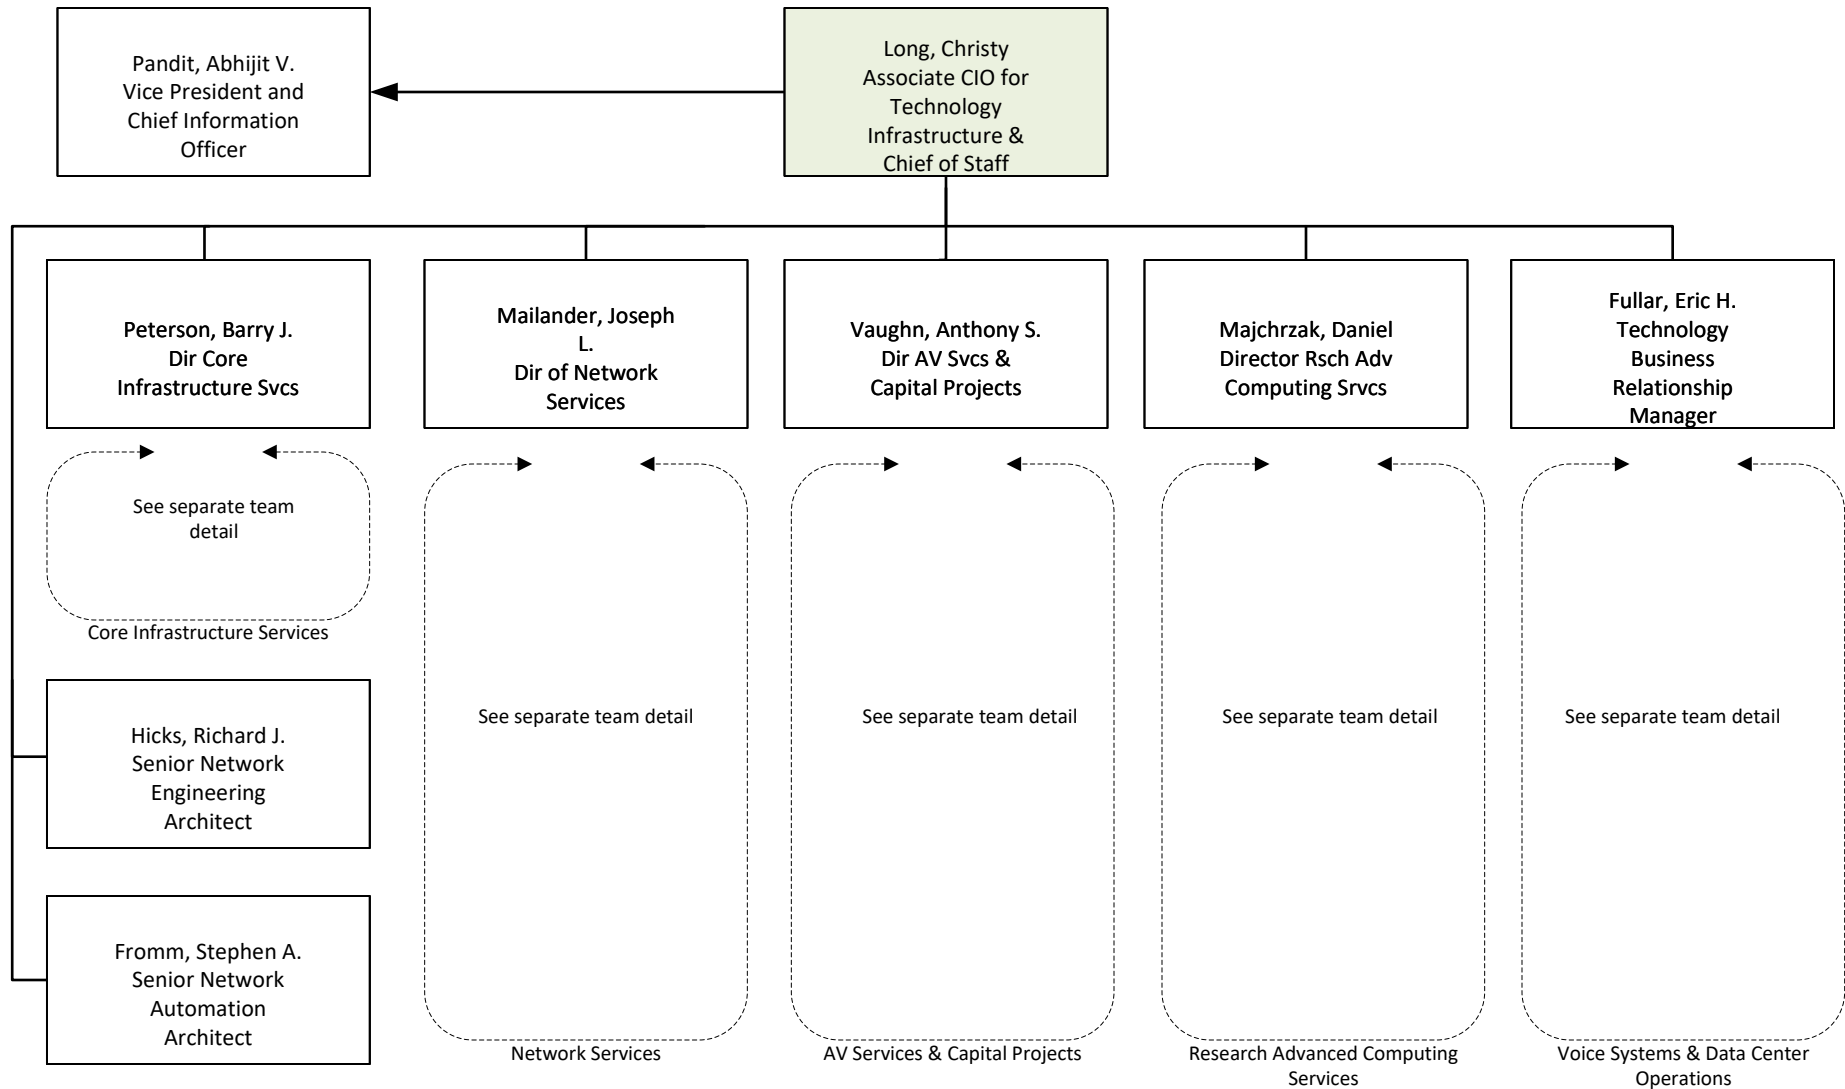 Pandit, Abhijit V.
Vice President and
Chief Information
Officer
Long, Christy
Associate CIO for
Technology
Infrastructure &
Chief of Staff
Peterson, Barry J.
Dir Core
Infrastructure Svcs
Mailander, Joseph
L.
Dir of Network
Services
Vaughn, Anthony S.
Dir AV Svcs &
Capital Projects
Majchrzak, Daniel
Director Rsch Adv
Computing Srvcs
Fullar, Eric H.
Technology
Business
Relationship
Manager
See separate team
detail
Core Infrastructure Services
Hicks, Richard J.
Senior Network
Engineering
Architect
Fromm, Stephen A.
Senior Network
Automation
Architect
See separate team detail
Network Services
See separate team detail
AV Services & Capital Projects
See separate team detail
Research Advanced Computing
Services
See separate team detail
Voice Systems & Data Center
Operations